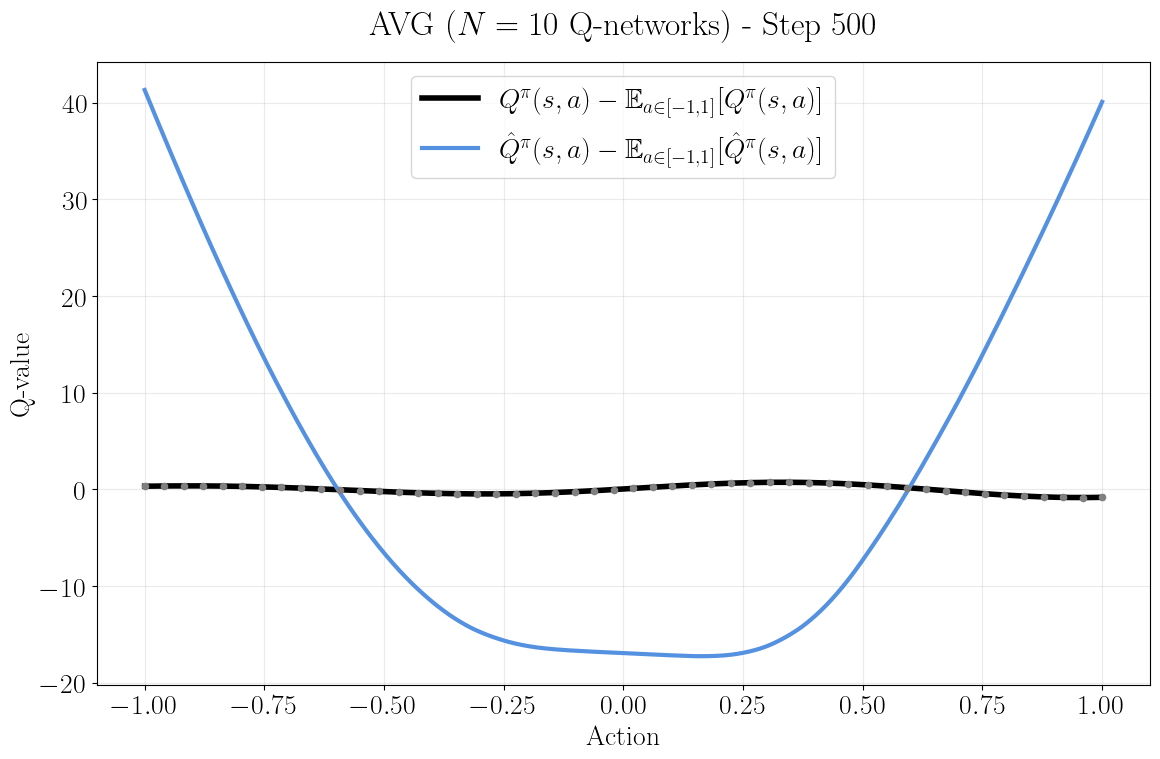 AVG (N = 10 Q-networks) - Step 500
Q^π(s, a) − 𝔼_{a∈[−1,1]}[Q^π(s, a)]
Q̂^π(s, a) − 𝔼_{a∈[−1,1]}[Q̂^π(s, a)]
40
30
20
10
0
−10
−20
Q-value
−1.00 −0.75 −0.50 −0.25 0.00 0.25 0.50 0.75 1.00
Action